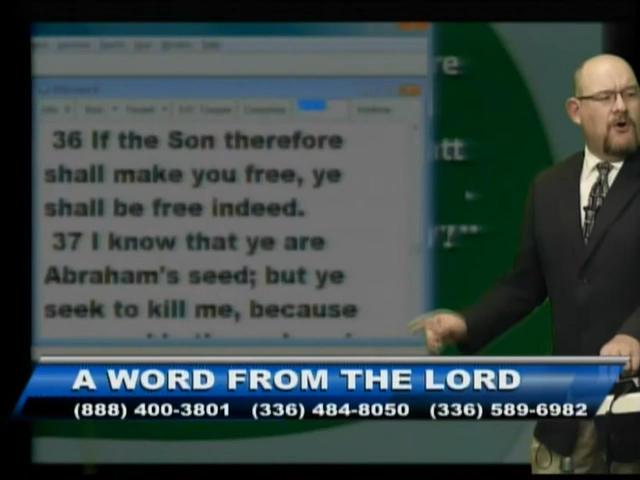 re
36 If the Son therefore
shall make you free, ye
att
shall be free indeed.
37 I know that ye are
Abraham's seed; but ye
seek to kill me, because
A WORD FROM THE LORD
(888) 400-3801 (336) 484-8050 (336) 589-6982